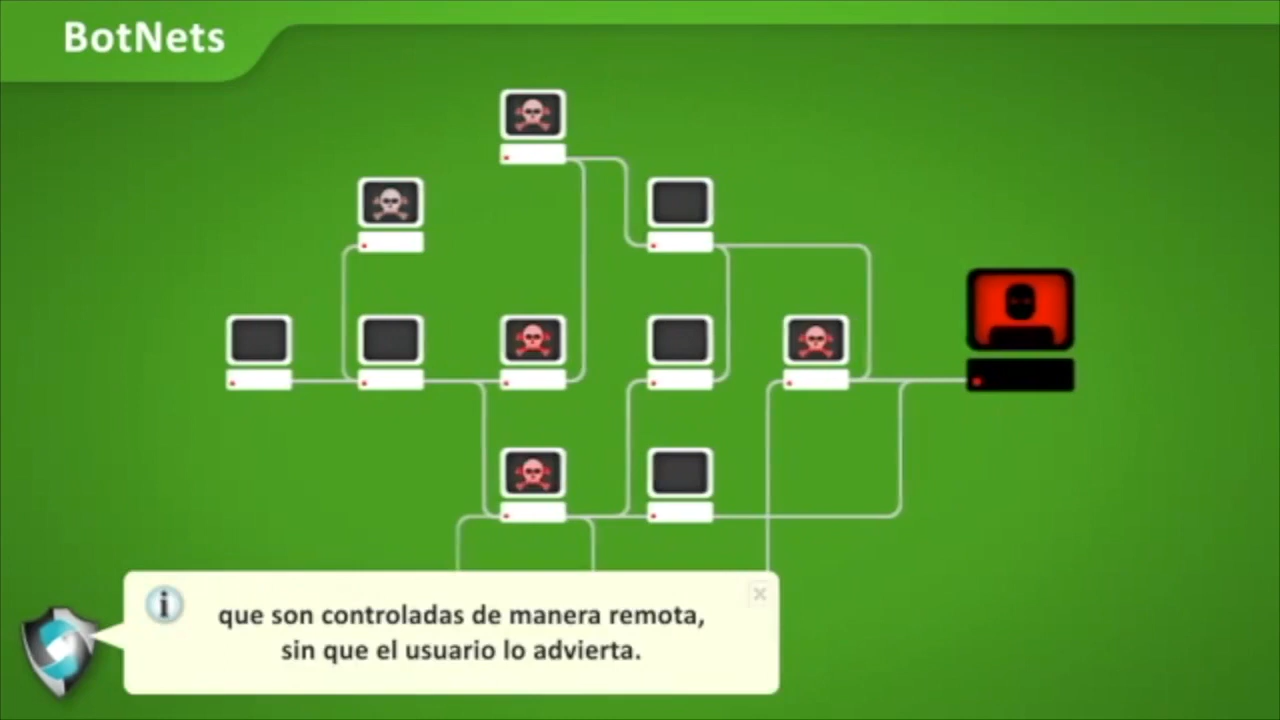 BotNets
que son controladas de manera remota,
sin que el usuario lo advierta.